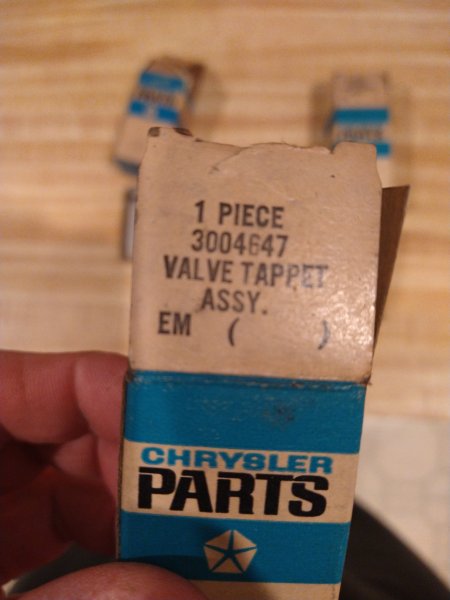 1 PIECE
3004647
VALVE TAPPET
ASSY.
EM ( )
CHRYSLER
PARTS